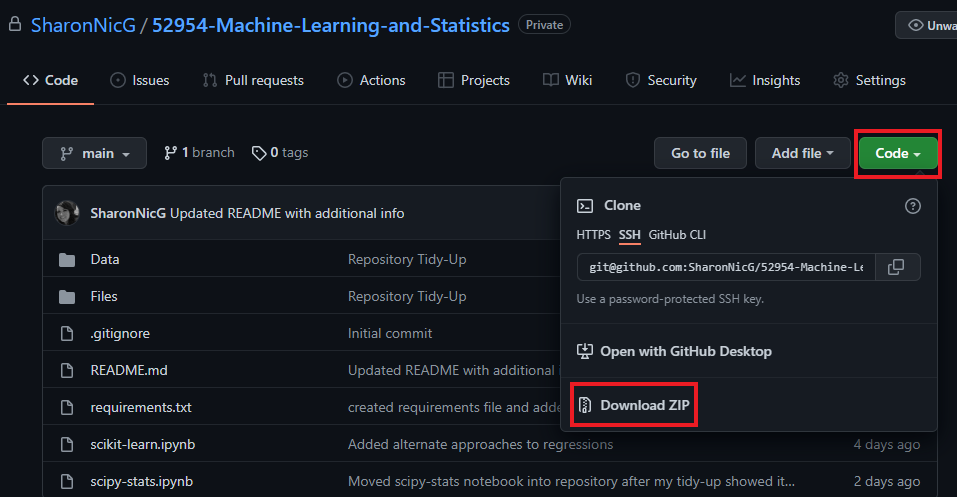 SharonNicG / 52954-Machine-Learning-and-Statistics Private
Unwa
Code Issues Pull requests Actions Projects Wiki Security Insights Settings
main 1 branch 0 tags Go to file Add file Code
SharonNicG Updated README with additional info
Data Repository Tidy-Up
Files Repository Tidy-Up
.gitignore Initial commit
README.md Updated README with additional
requirements.txt created requirements file and adde
scikit-learn.ipynb Added alternate approaches to regressions 4 days ago
scipy-stats.ipynb Moved scipy-stats notebook into repository after my tidy-up showed it... 2 days ago
Clone
HTTPS SSH GitHub CLI
git@github.com:SharonNicG/52954-Machine-Le
Use a password-protected SSH key.
Open with GitHub Desktop
Download ZIP